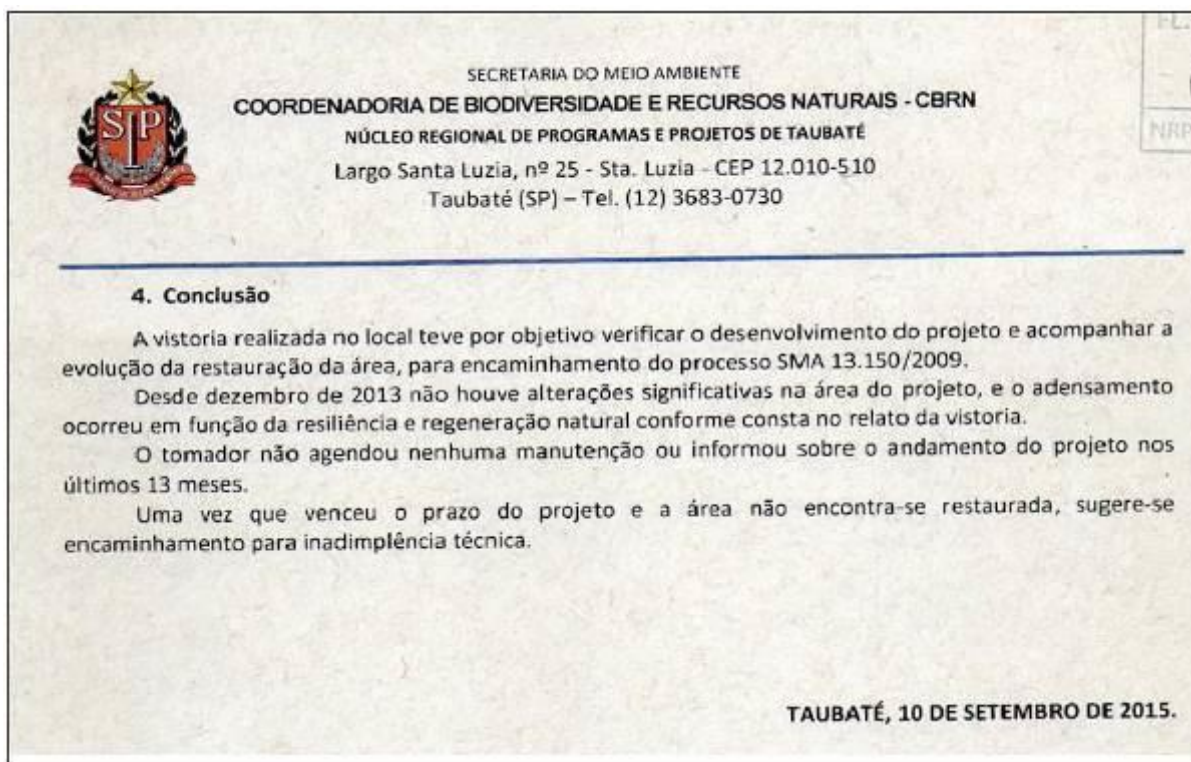 FL.
SECRETARIA DO MEIO AMBIENTE
COORDENADORIA DE BIODIVERSIDADE E RECURSOS NATURAIS - CBRN
NÚCLEO REGIONAL DE PROGRAMAS E PROJETOS DE TAUBATÉ
NRP
Largo Santa Luzia, nº 25 - Sta. Luzia - CEP 12.010-510
Taubaté (SP) – Tel. (12) 3683-0730
SP
4. Conclusão
A vistoria realizada no local teve por objetivo verificar o desenvolvimento do projeto e acompanhar a
evolução da restauração da área, para encaminhamento do processo SMA 13.150/2009.
Desde dezembro de 2013 não houve alterações significativas na área do projeto, e o adensamento
ocorreu em função da resiliência e regeneração natural conforme consta no relato da vistoria.
O tomador não agendou nenhuma manutenção ou informou sobre o andamento do projeto nos
últimos 13 meses.
Uma vez que venceu o prazo do projeto e a área não encontra-se restaurada, sugere-se
encaminhamento para inadimplência técnica.
TAUBATÉ, 10 DE SETEMBRO DE 2015.